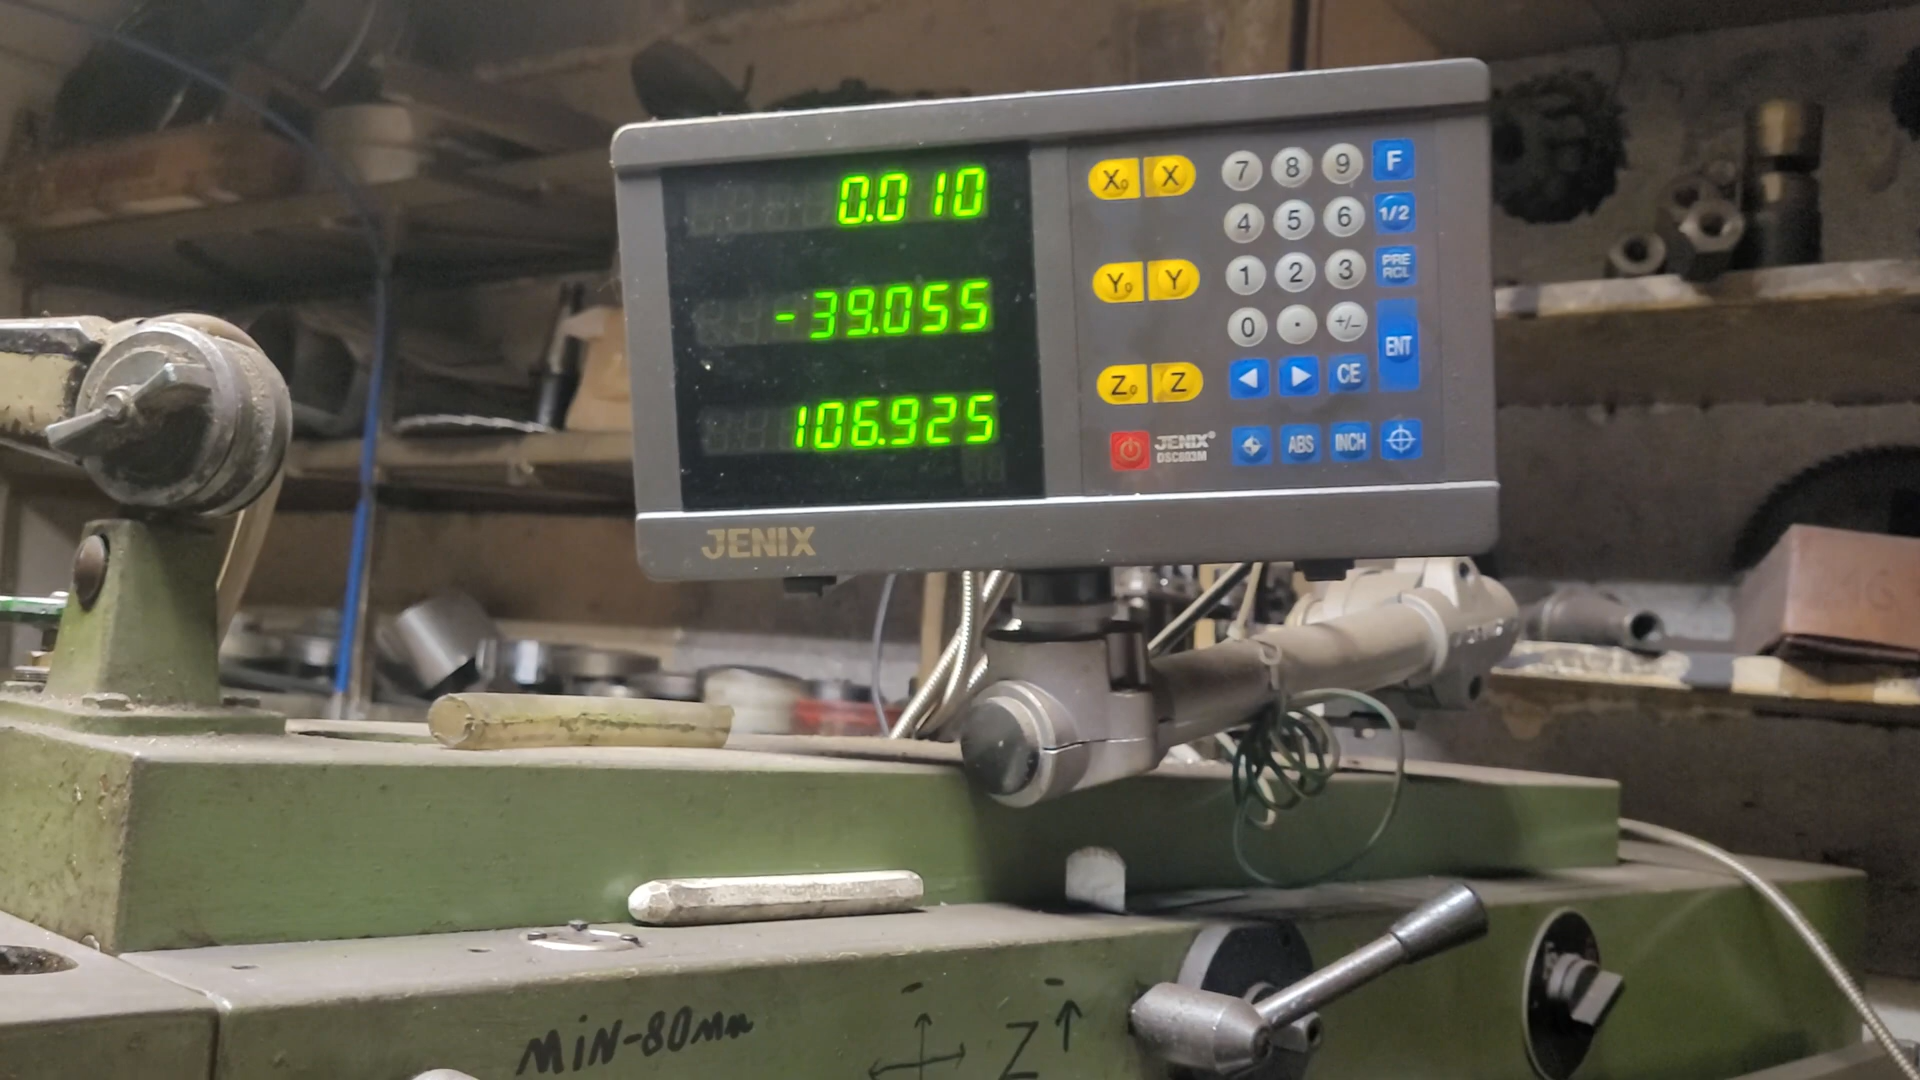 0.010
-39.055
106.925
X₀ X 7 8 9 F
4 5 6 1/2
Y₀ Y 1 2 3 PRE RCL
0 . +/- ENT
Z₀ Z CE
JENIX® ABS INCH
JENIX
MiN-80мм
Z